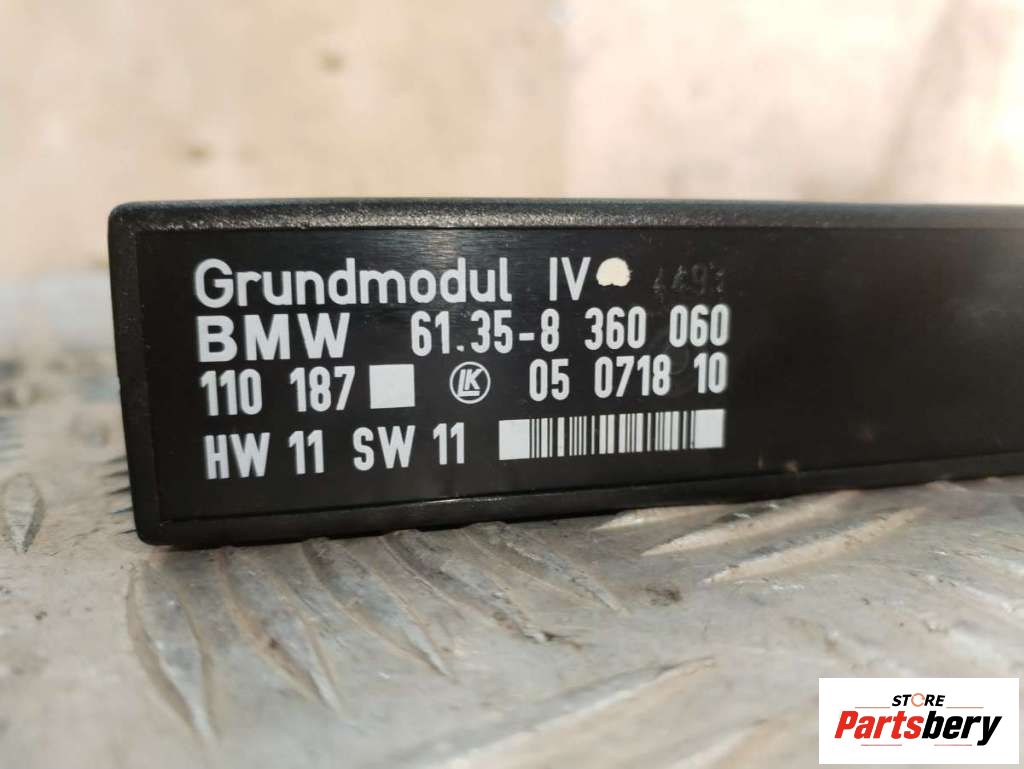 Grundmodul IV
BMW 61.35-8 360 060
110 187 LK 05 0718 10
HW 11 SW 11
STORE
Partsbery